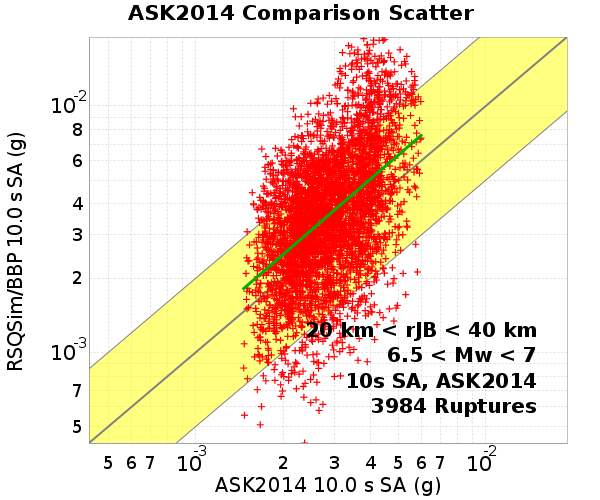 ASK2014 Comparison Scatter
RSQSim/BBP 10.0 s SA (g)
10-2
8
6
4
3
2
10-3
7
5
20 km < rJB < 40 km
6.5 < Mw < 7
10s SA, ASK2014
3984 Ruptures
5 6 7 10-3 2 3 4 5 6 7 10-2
ASK2014 10.0 s SA (g)